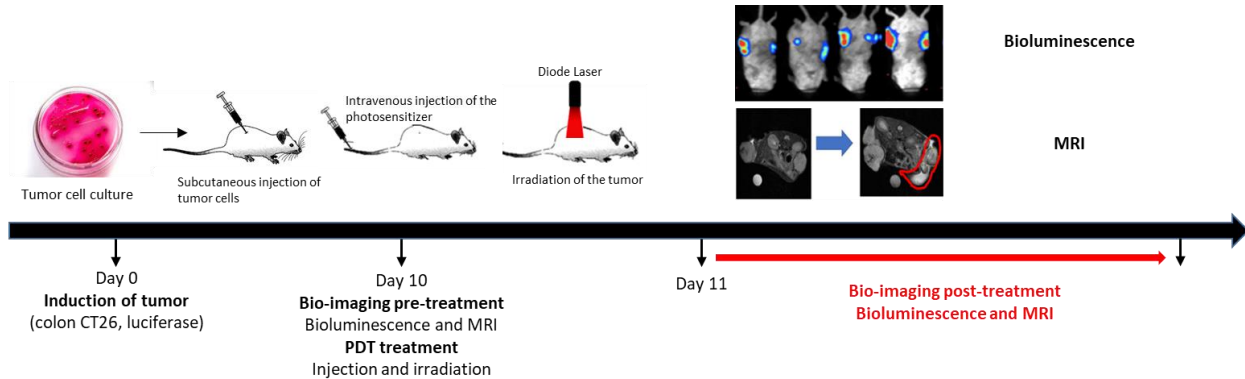 Tumor cell culture
Subcutaneous injection of
tumor cells
Intravenous injection of the
photosensitizer
Diode Laser
Irradiation of the tumor
Bioluminescence
MRI
Day 0
Induction of tumor
(colon CT26, luciferase)
Day 10
Bio-imaging pre-treatment
Bioluminescence and MRI
PDT treatment
Injection and irradiation
Day 11
Bio-imaging post-treatment
Bioluminescence and MRI